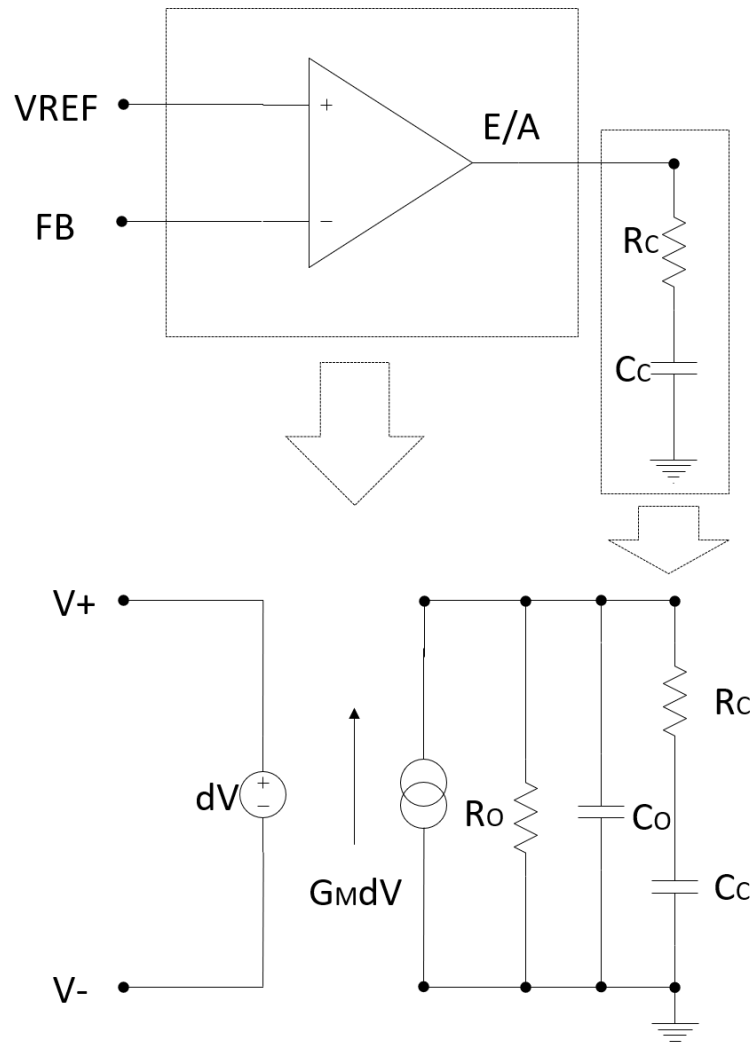 VREF
+
E/A
FB
−
RC
CC
V+
RC
+
dV
−
RO
CO
GMdV
CC
V-